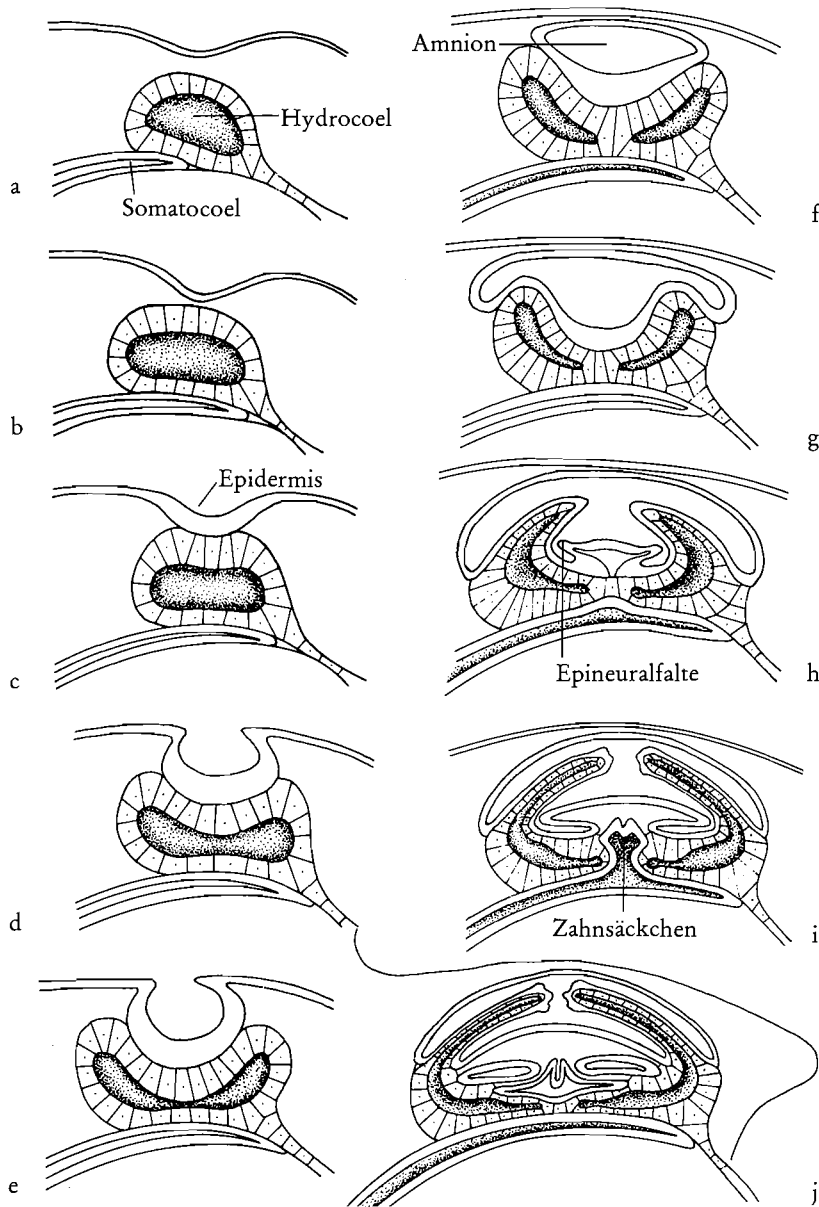 a
Hydrocoel
Somatocoel
b
Epidermis
c
d
e
Amnion
f
g
Epineuralfalte
h
Zahnsäckchen
i
j